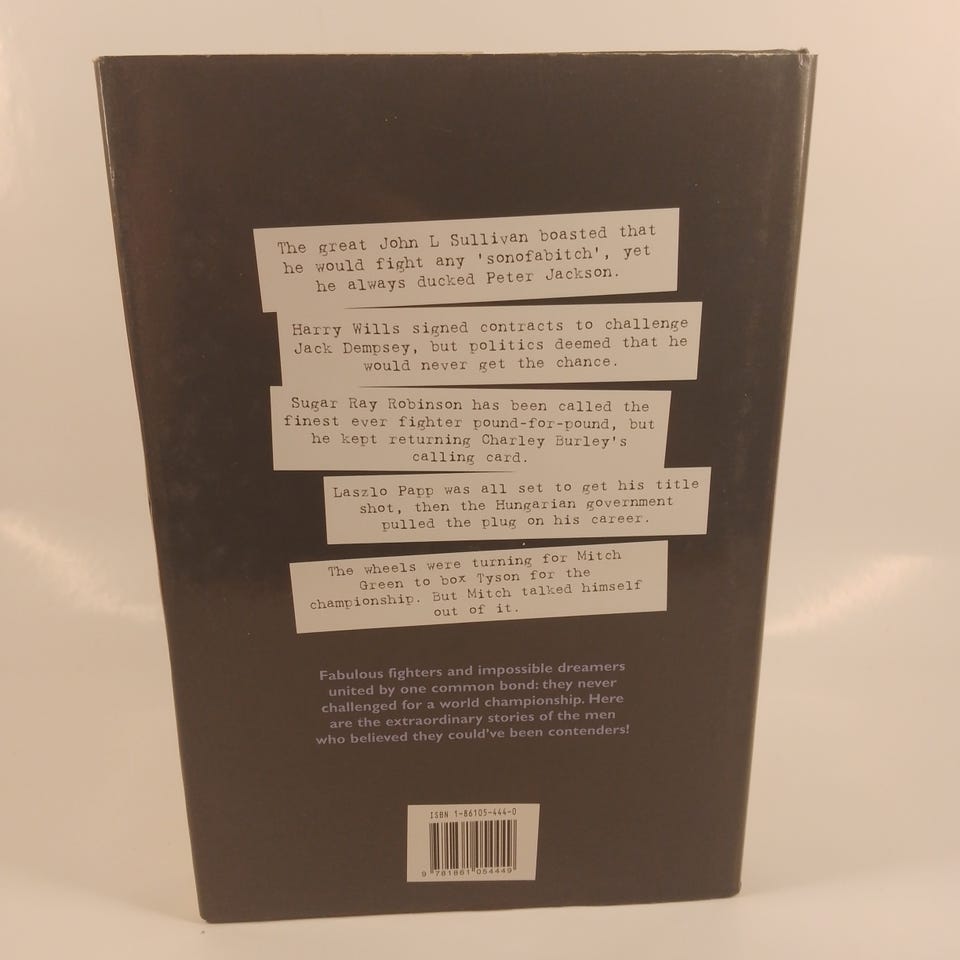 The great John L Sullivan boasted that
he would fight any 'sonofabitch', yet
he always ducked Peter Jackson.
Harry Wills signed contracts to challenge
Jack Dempsey, but politics deemed that he
would never get the chance.
Sugar Ray Robinson has been called the
finest ever fighter pound-for-pound, but
he kept returning Charley Burley's
calling card.
Laszlo Papp was all set to get his title
shot, then the Hungarian government
pulled the plug on his career.
The wheels were turning for Mitch
Green to box Tyson for the
championship. But Mitch talked himself
out of it.
Fabulous fighters and impossible dreamers
united by one common bond: they never
challenged for a world championship. Here
are the extraordinary stories of the men
who believed they could've been contenders!
ISBN 1-86105-444-0
9 781861 054449